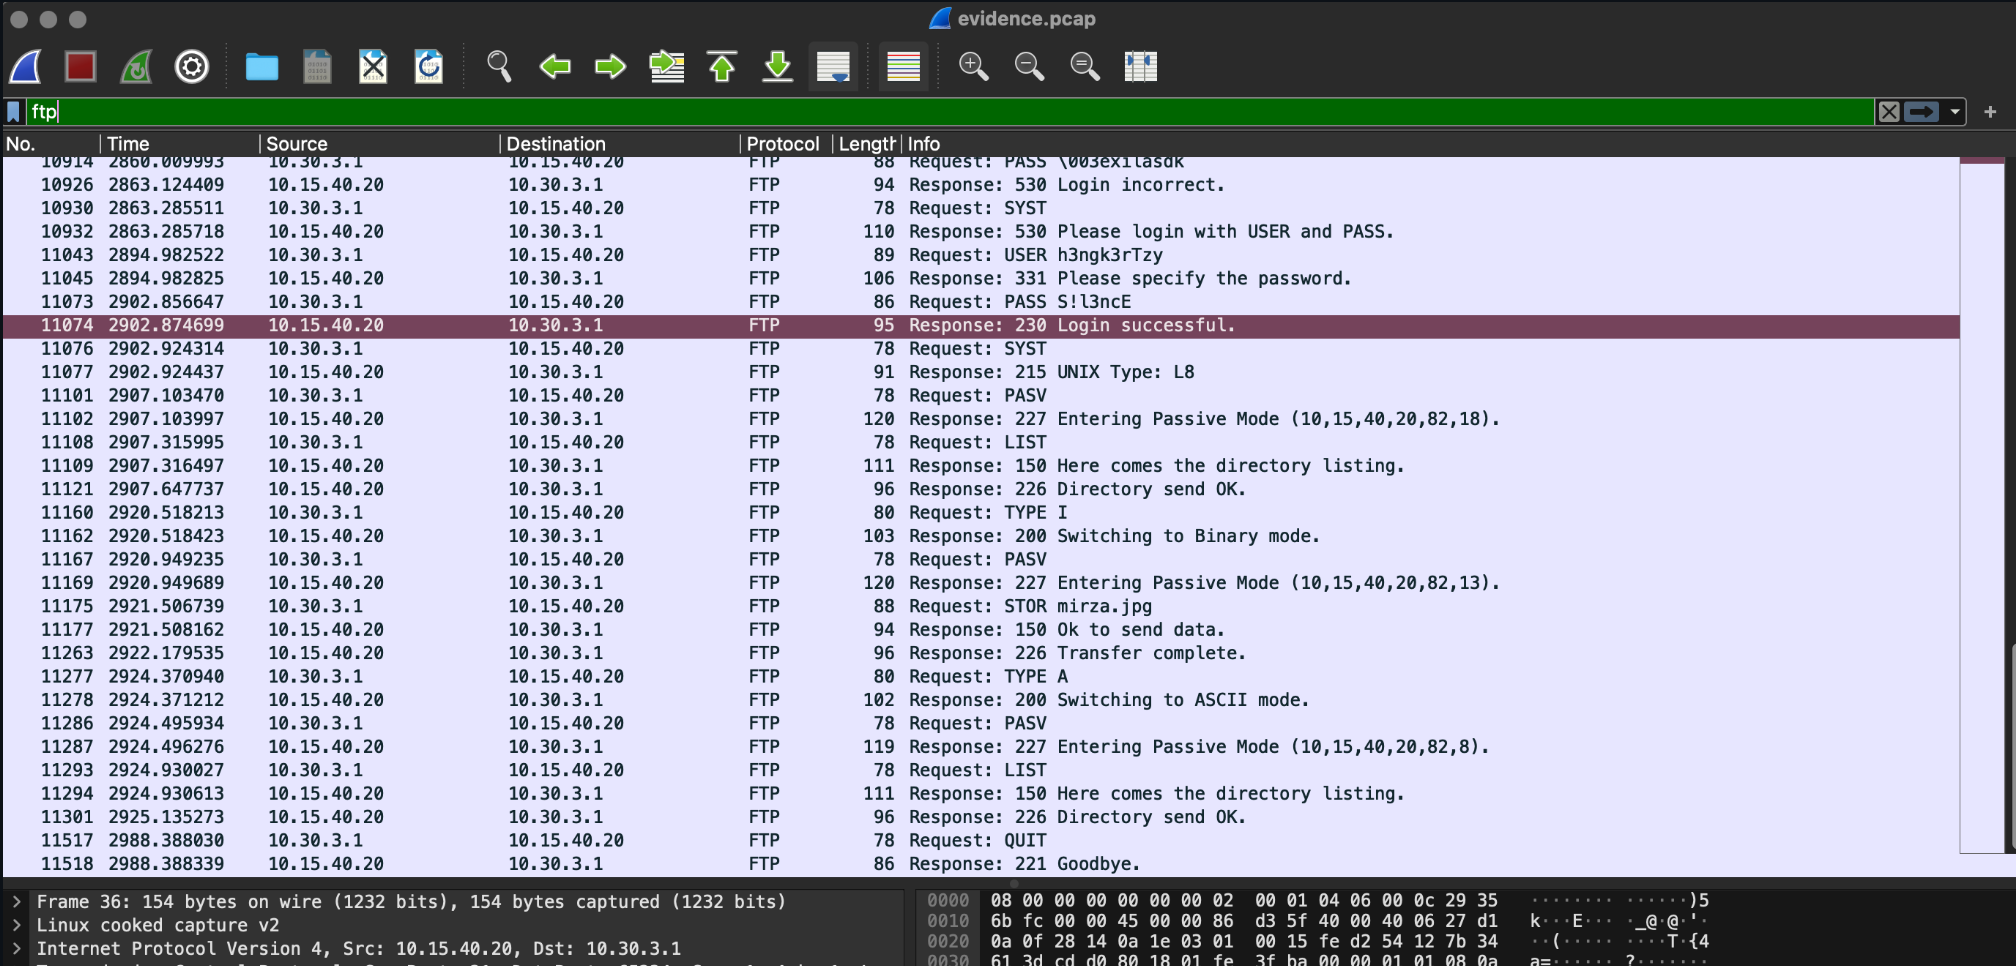 evidence.pcap
ftp
No. Time Source Destination Protocol Length Info
10914 2860.009993 10.30.3.1 10.15.40.20 FTP 88 Request: PASS \003exilasdk
10926 2863.124409 10.15.40.20 10.30.3.1 FTP 94 Response: 530 Login incorrect.
10930 2863.285511 10.30.3.1 10.15.40.20 FTP 78 Request: SYST
10932 2863.285718 10.15.40.20 10.30.3.1 FTP 110 Response: 530 Please login with USER and PASS.
11043 2894.982522 10.30.3.1 10.15.40.20 FTP 89 Request: USER h3ngk3rTzy
11045 2894.982825 10.15.40.20 10.30.3.1 FTP 106 Response: 331 Please specify the password.
11073 2902.856647 10.30.3.1 10.15.40.20 FTP 86 Request: PASS S!l3ncE
11074 2902.874699 10.15.40.20 10.30.3.1 FTP 95 Response: 230 Login successful.
11076 2902.924314 10.30.3.1 10.15.40.20 FTP 78 Request: SYST
11077 2902.924437 10.15.40.20 10.30.3.1 FTP 91 Response: 215 UNIX Type: L8
11101 2907.103470 10.30.3.1 10.15.40.20 FTP 78 Request: PASV
11102 2907.103997 10.15.40.20 10.30.3.1 FTP 120 Response: 227 Entering Passive Mode (10,15,40,20,82,18).
11108 2907.315995 10.30.3.1 10.15.40.20 FTP 78 Request: LIST
11109 2907.316497 10.15.40.20 10.30.3.1 FTP 111 Response: 150 Here comes the directory listing.
11121 2907.647737 10.15.40.20 10.30.3.1 FTP 96 Response: 226 Directory send OK.
11160 2920.518213 10.30.3.1 10.15.40.20 FTP 80 Request: TYPE I
11162 2920.518423 10.15.40.20 10.30.3.1 FTP 103 Response: 200 Switching to Binary mode.
11167 2920.949235 10.30.3.1 10.15.40.20 FTP 78 Request: PASV
11169 2920.949689 10.15.40.20 10.30.3.1 FTP 120 Response: 227 Entering Passive Mode (10,15,40,20,82,13).
11175 2921.506739 10.30.3.1 10.15.40.20 FTP 88 Request: STOR mirza.jpg
11177 2921.508162 10.15.40.20 10.30.3.1 FTP 94 Response: 150 Ok to send data.
11263 2922.179535 10.15.40.20 10.30.3.1 FTP 96 Response: 226 Transfer complete.
11277 2924.370940 10.30.3.1 10.15.40.20 FTP 80 Request: TYPE A
11278 2924.371212 10.15.40.20 10.30.3.1 FTP 102 Response: 200 Switching to ASCII mode.
11286 2924.495934 10.30.3.1 10.15.40.20 FTP 78 Request: PASV
11287 2924.496276 10.15.40.20 10.30.3.1 FTP 119 Response: 227 Entering Passive Mode (10,15,40,20,82,8).
11293 2924.930027 10.30.3.1 10.15.40.20 FTP 78 Request: LIST
11294 2924.930613 10.15.40.20 10.30.3.1 FTP 111 Response: 150 Here comes the directory listing.
11301 2925.135273 10.15.40.20 10.30.3.1 FTP 96 Response: 226 Directory send OK.
11517 2988.388030 10.30.3.1 10.15.40.20 FTP 78 Request: QUIT
11518 2988.388339 10.15.40.20 10.30.3.1 FTP 86 Response: 221 Goodbye.
Frame 36: 154 bytes on wire (1232 bits), 154 bytes captured (1232 bits)
Linux cooked capture v2
Internet Protocol Version 4, Src: 10.15.40.20, Dst: 10.30.3.1
0000 08 00 00 00 00 00 00 02 00 01 04 06 00 0c 29 35 ········ ······)5
0010 6b fc 00 00 45 00 00 86 d3 5f 40 00 40 06 27 d1 k···E··· ·_@·@·'·
0020 0a 0f 28 14 0a 1e 03 01 00 15 fe d2 54 12 7b 34 ··(····· ····T·{4
0030 61 3d cd d0 80 18 01 fe 3f ba 00 00 01 01 08 0a a=······ ?·······